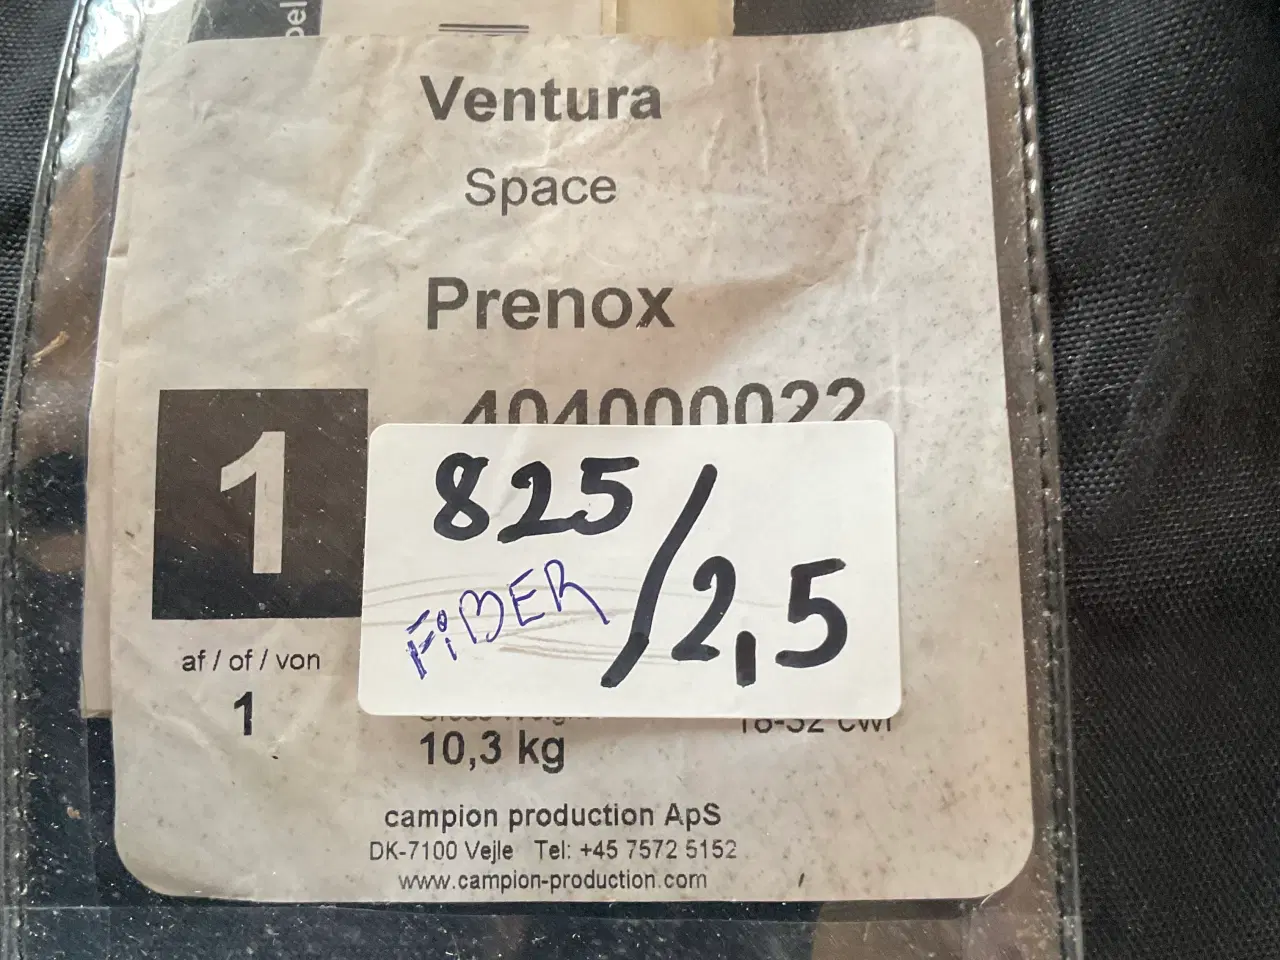 Ventura
Space
Prenox
404000022
1
825/2,5
FiBER
af / of / von
1
10,3 kg
campion production ApS
DK-7100 Vejle Tel: +45 7572 5152
www.campion-production.com